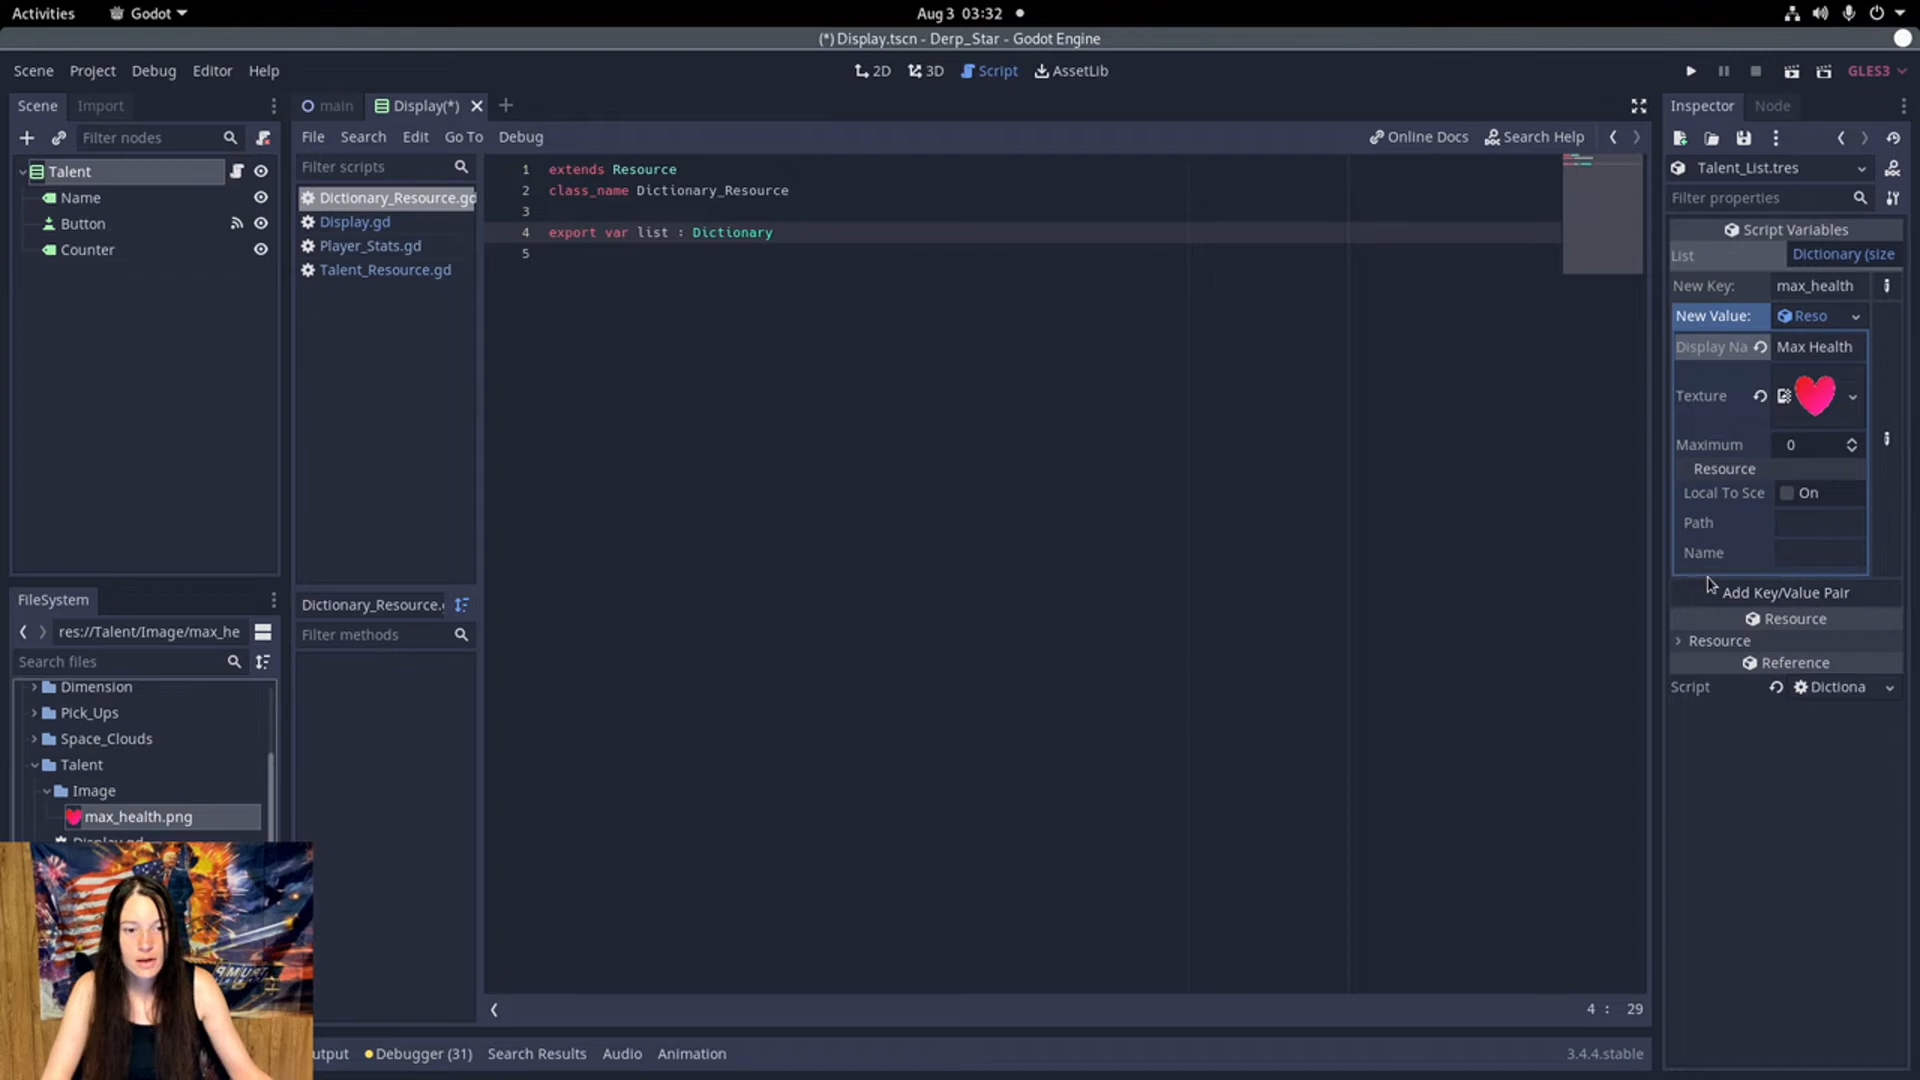 Activities Godot Aug 3 03:32
(*) Display.tscn - Derp_Star - Godot Engine
Scene Project Debug Editor Help 2D 3D Script AssetLib GLES3
Scene Import
Filter nodes
Talent
Name
Button
Counter
main Display(*)
File Search Edit Go To Debug Online Docs Search Help
Filter scripts
Dictionary_Resource.gd
Display.gd
Player_Stats.gd
Talent_Resource.gd
Dictionary_Resource.
Filter methods
1 extends Resource
2 class_name Dictionary_Resource
3
4 export var list : Dictionary
5
4 : 29
FileSystem
res://Talent/Image/max_he
Search files
Dimension
Pick_Ups
Space_Clouds
Talent
Image
max_health.png
Display.gd
utput Debugger (31) Search Results Audio Animation 3.4.4.stable
Inspector Node
Talent_List.tres
Filter properties
Script Variables
List Dictionary (size
New Key: max_health
New Value: Reso
Display Na Max Health
Texture
Maximum 0
Resource
Local To Sce On
Path
Name
Add Key/Value Pair
Resource
Resource
Reference
Script Dictiona